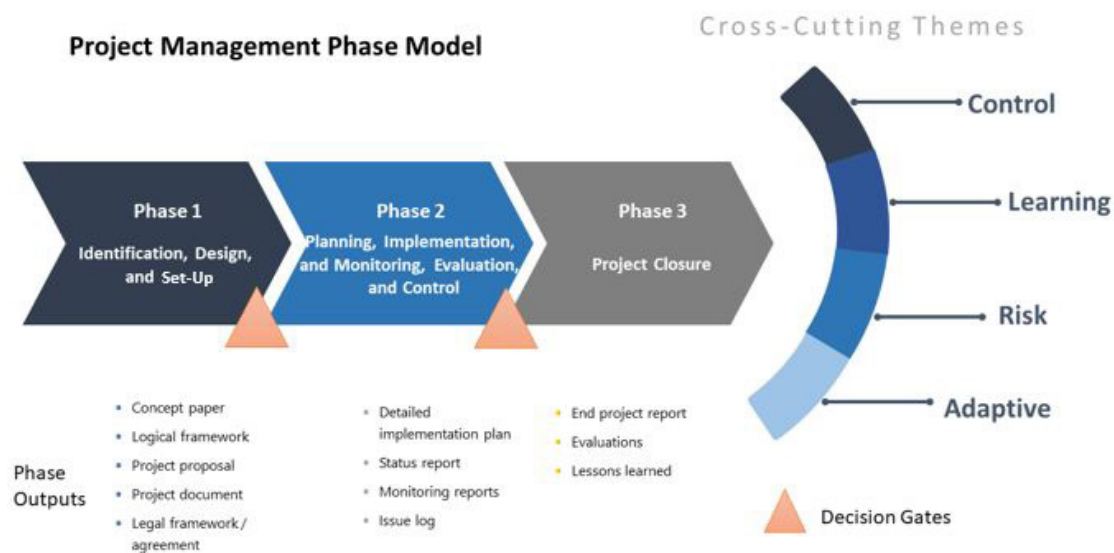 Project Management Phase Model
Cross-Cutting Themes
Control
Learning
Risk
Adaptive
Phase 1
Identification, Design,
and Set-Up
Phase 2
Planning, Implementation,
and Monitoring, Evaluation,
and Control
Phase 3
Project Closure
Phase
Outputs
• Concept paper
• Logical framework
• Project proposal
• Project document
• Legal framework/
agreement
• Detailed
implementation plan
• Status report
• Monitoring reports
• Issue log
• End project report
• Evaluations
• Lessons learned
Decision Gates